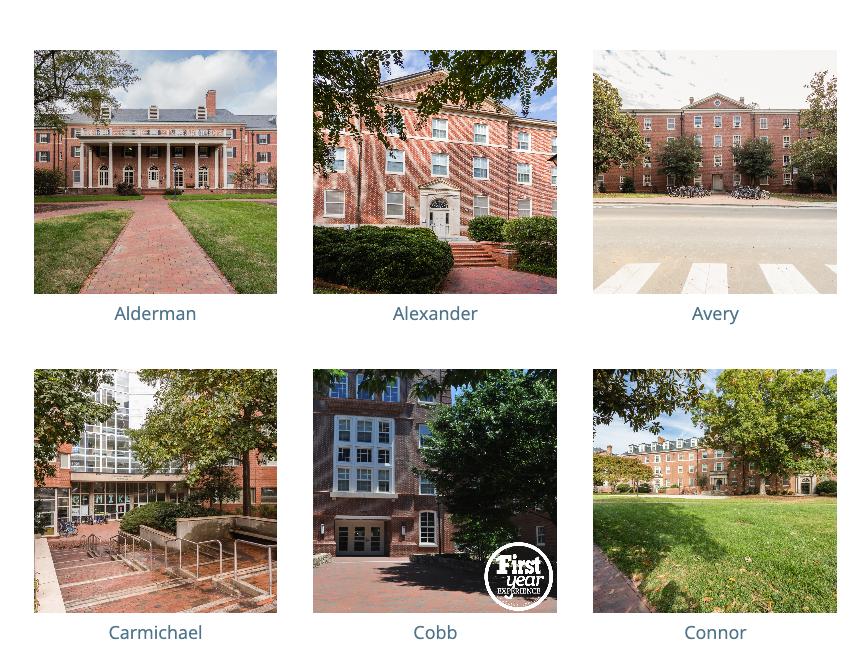 Alderman
Alexander
Avery
First
year
EXPERIENCE
Carmichael
Cobb
Connor